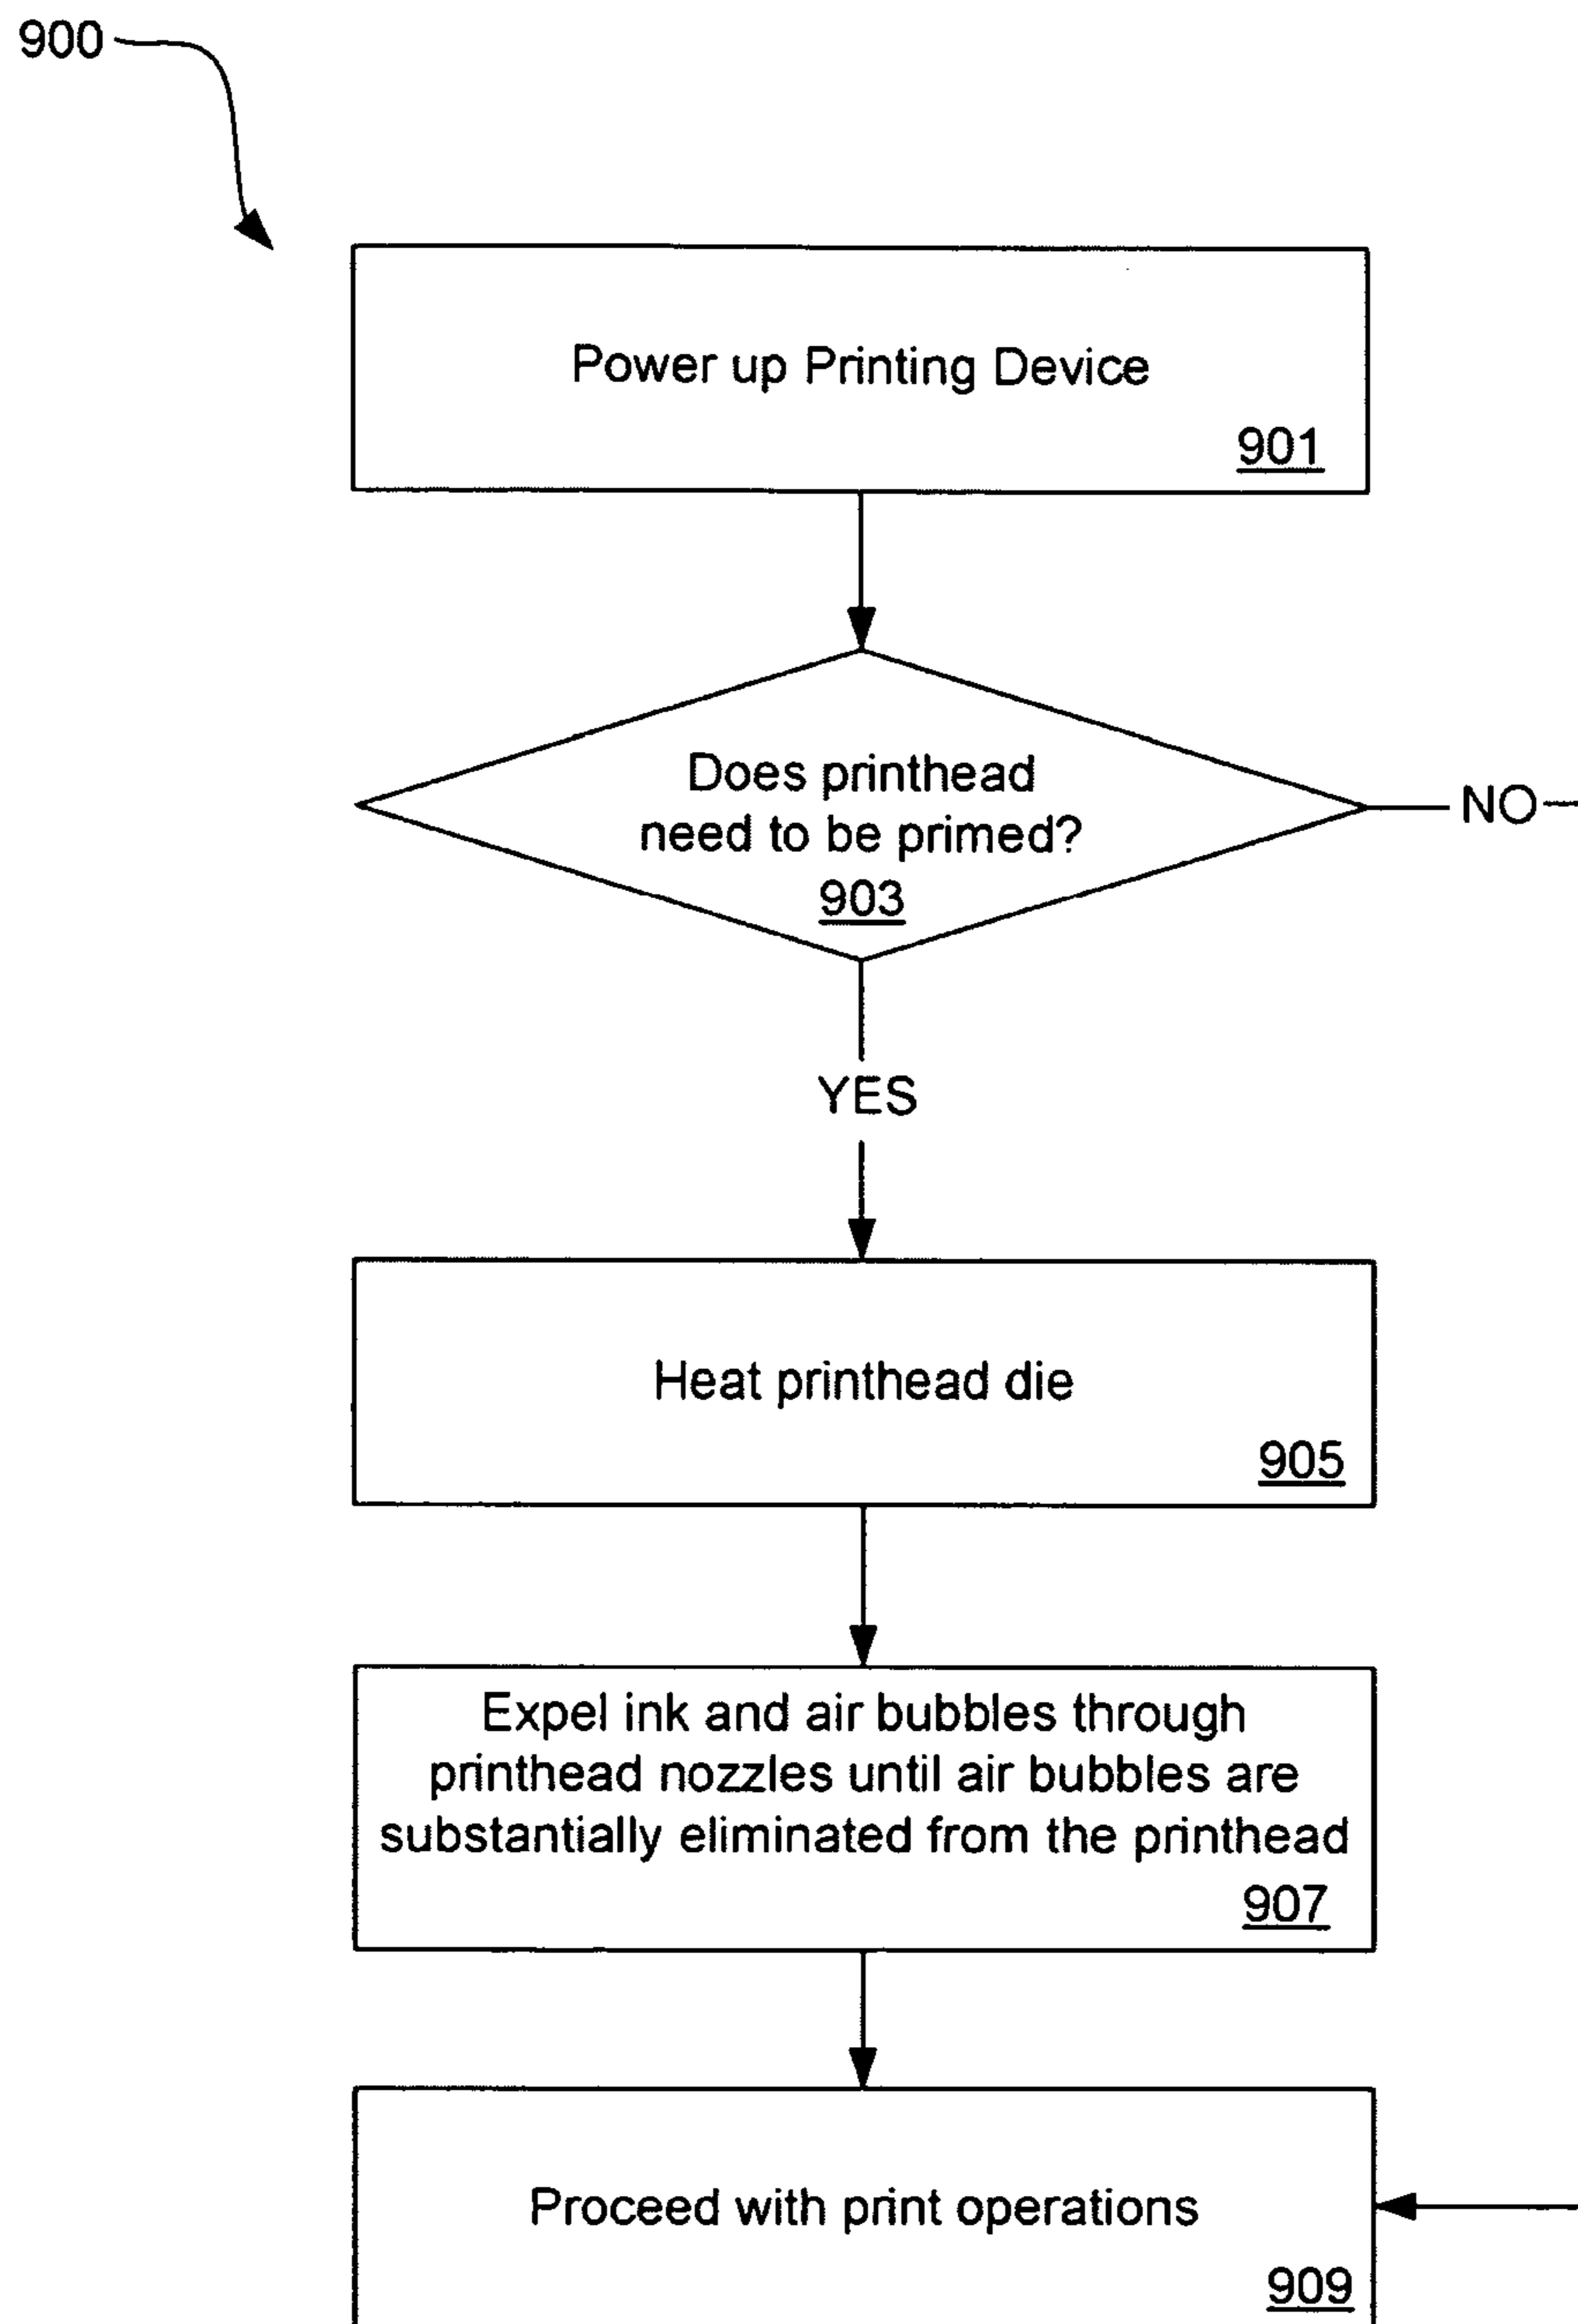 900
Power up Printing Device
901
Does printhead
need to be primed?
903
NO
YES
Heat printhead die
905
Expel ink and air bubbles through
printhead nozzles until air bubbles are
substantially eliminated from the printhead
907
Proceed with print operations
909